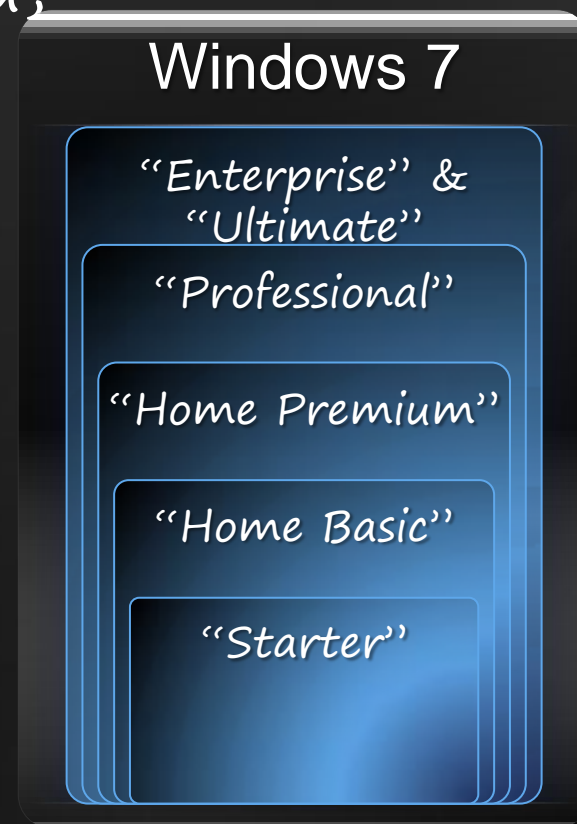 Windows 7
“Enterprise” &
“Ultimate”
“Professional”
“Home Premium”
“Home Basic”
“Starter”